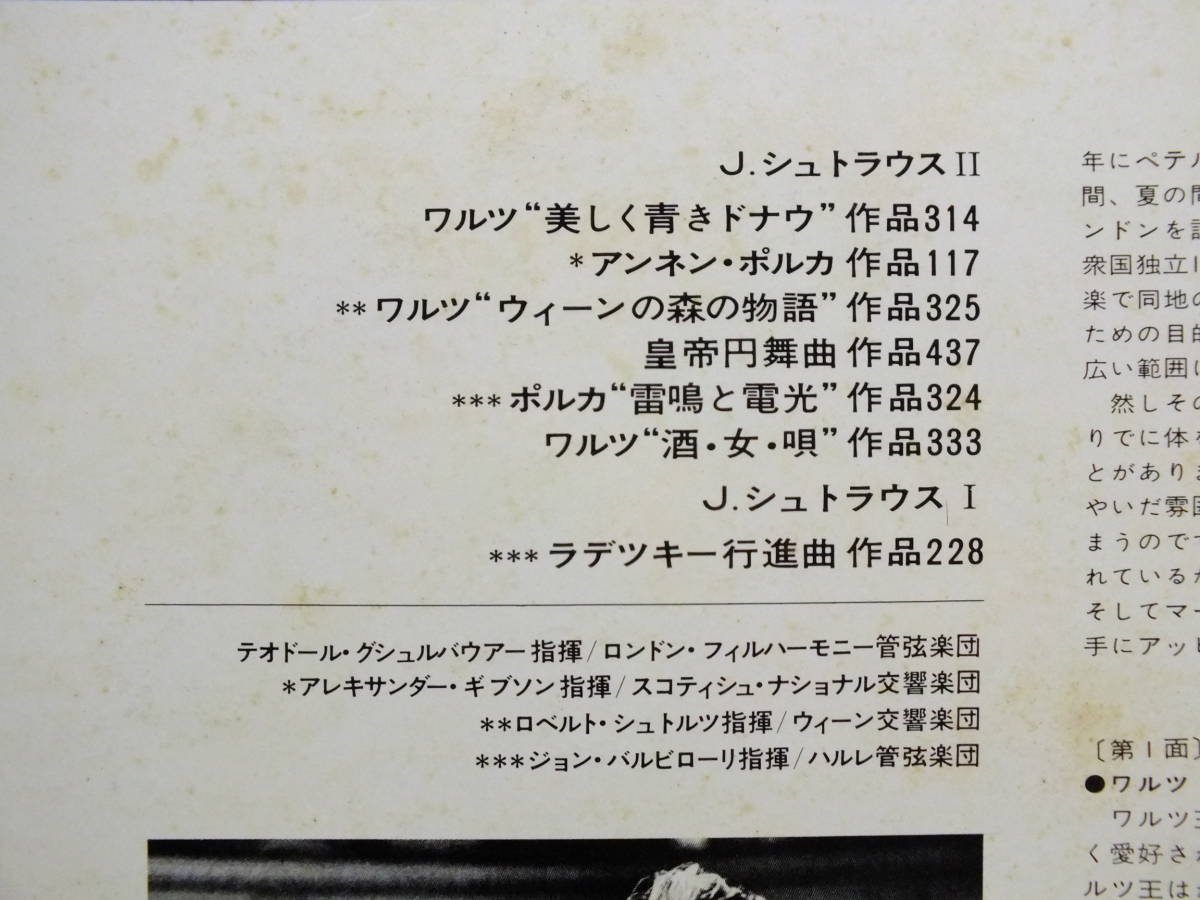 J.シュトラウスII
ワルツ“美しく青きドナウ”作品314
*アンネン・ポルカ 作品117
**ワルツ“ウィーンの森の物語”作品325
皇帝円舞曲 作品437
***ポルカ“雷鳴と電光”作品324
ワルツ“酒・女・唄”作品333
J.シュトラウス I
***ラデツキー行進曲 作品228
テオドール・グシュルバウアー指揮/ロンドン・フィルハーモニー管弦楽団
*アレキサンダー・ギブソン指揮/スコティシュ・ナショナル交響楽団
**ロベルト・シュトルツ指揮/ウィーン交響楽団
***ジョン・バルビローリ指揮/ハルレ管弦楽団
年にペテル
間、夏の間
ンドンを訪
衆国独立1
楽で同地の
ための目的
広い範囲に
然しその
りでに体を
とがありま
やいだ雰囲
まうのです
れているが
そしてマー
手にアッピ
〔第1面〕
●ワルツ
ワルツ王
く愛好さ
ルツ王は